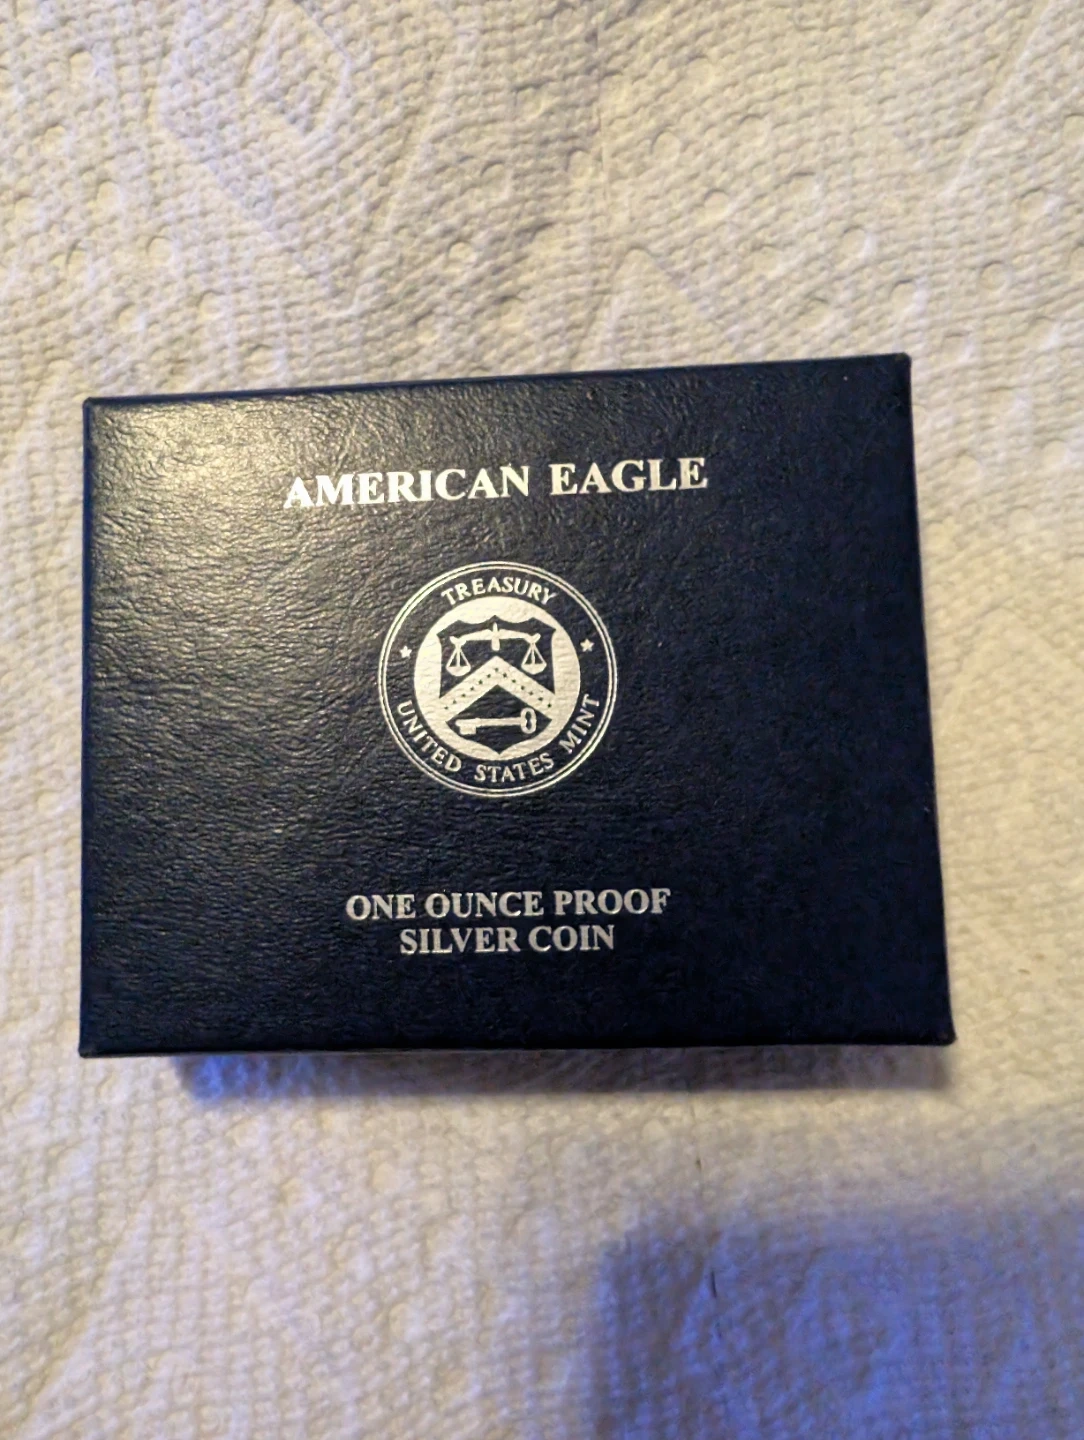 AMERICAN EAGLE
TREASURY
UNITED STATES MINT
ONE OUNCE PROOF
SILVER COIN